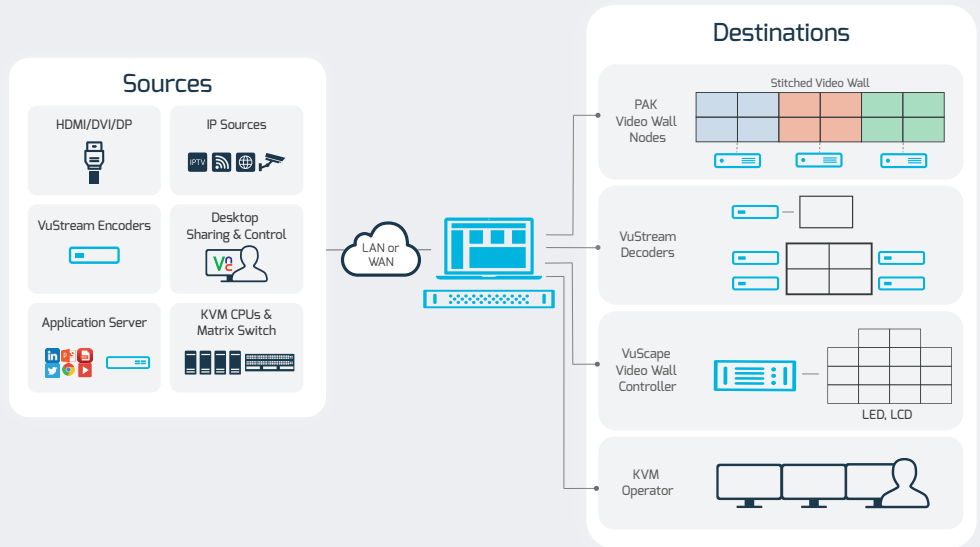 Sources
HDMI/DVI/DP
IP Sources
IPTV
VuStream Encoders
Desktop
Sharing & Control
Vnc
Application Server
in
KVM CPUs &
Matrix Switch
LAN or
WAN
Destinations
PAK
Video Wall
Nodes
Stitched Video Wall
VuStream
Decoders
VuScape
Video Wall
Controller
LED, LCD
KVM
Operator